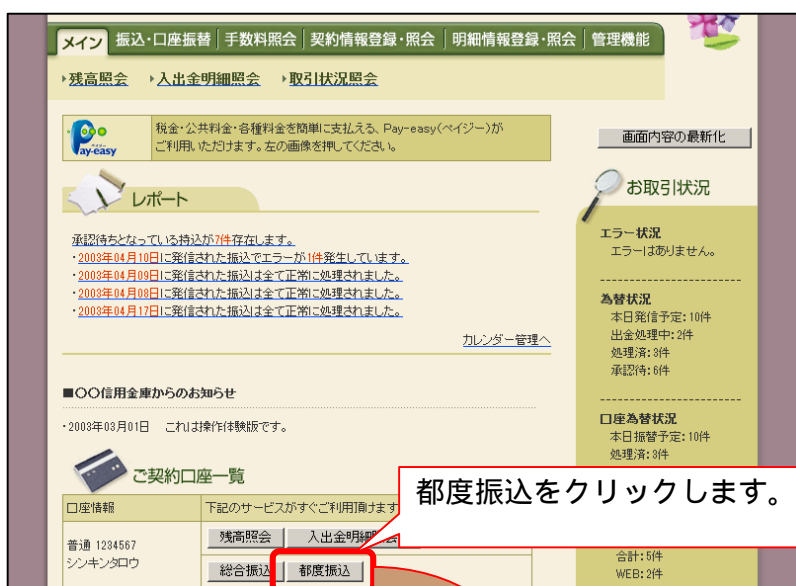 メイン 振込・口座振替 手数料照会 契約情報登録・照会 明細情報登録・照会 管理機能
残高照会 入出金明細照会 取引状況照会
Pay-easy
税金・公共料金・各種料金を簡単に支払える、Pay-easy(ペイジー)が
ご利用いただけます。左の画像を押してください。
画面内容の最新化
レポート
承認待ちとなっている持込が7件存在します。
・2003年04月10日に発信された振込でエラーが1件発生しています。
・2003年04月09日に発信された振込は全て正常に処理されました。
・2003年04月08日に発信された振込は全て正常に処理されました。
・2003年04月17日に発信された振込は全て正常に処理されました。
カレンダー管理へ
■〇〇信用金庫からのお知らせ
・2003年03月01日 これは操作体験版です。
ご契約口座一覧
口座情報 下記のサービスがすぐご利用頂けます
普通 1234567
シンキンタロウ
残高照会 入出金明細
総合振込 都度振込
お取引状況
エラー状況
エラーはありません。
為替状況
本日発信予定:10件
出金処理中:2件
処理済:3件
承認待:6件
口座為替状況
本日振替予定:10件
処理済:3件
合計:5件
WEB:2件
都度振込をクリックします。